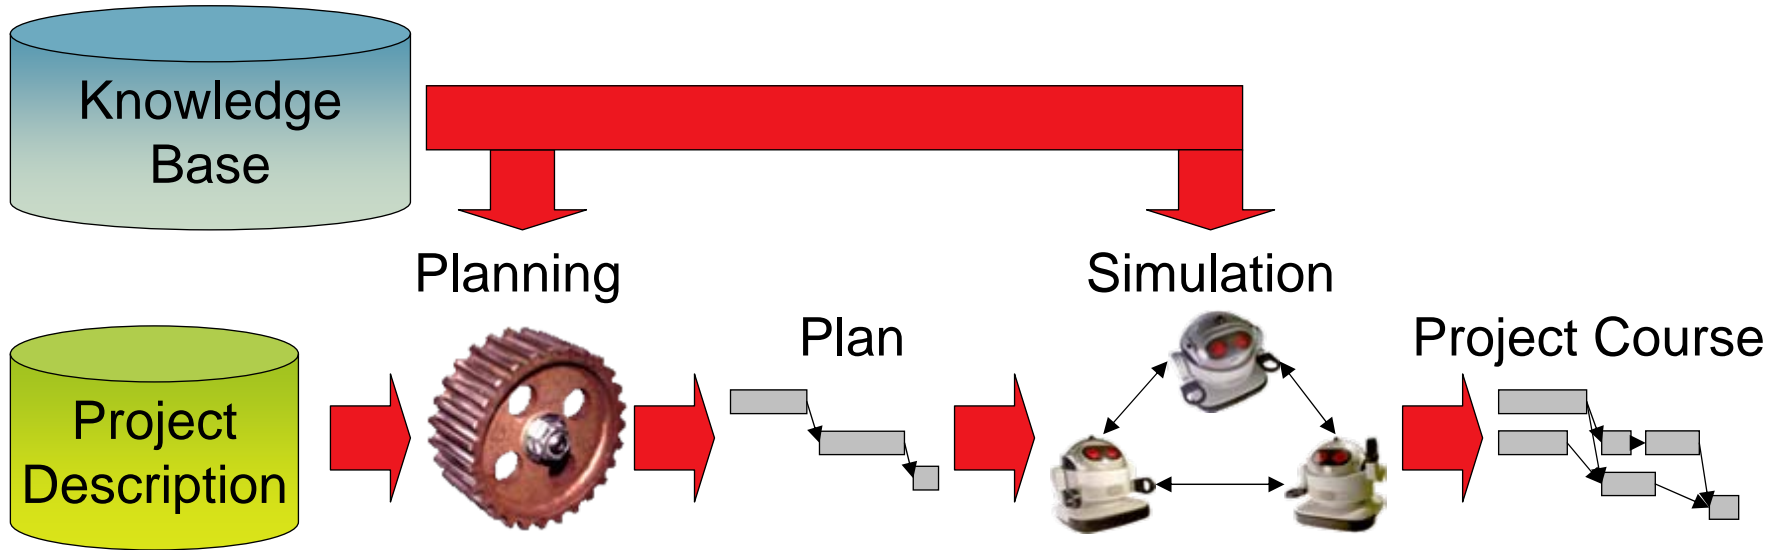 Knowledge
Base
Planning
Simulation
Plan
Project Course
Project
Description